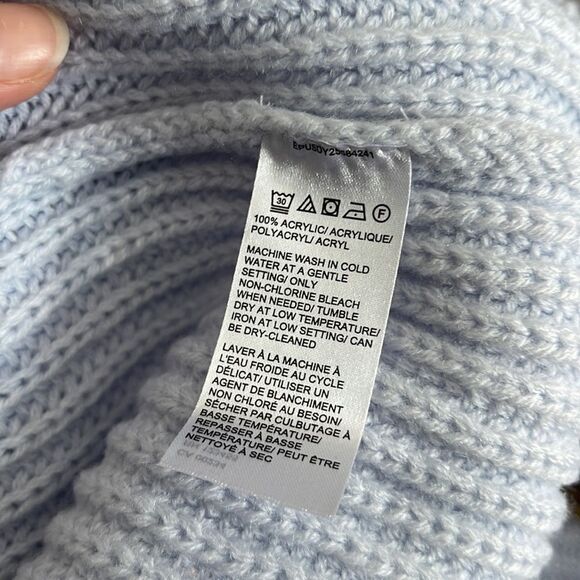 30 F
100% ACRYLIC/ ACRYLIQUE/
POLYACRYL/ ACRYL
MACHINE WASH IN COLD
WATER AT A GENTLE
SETTING/ ONLY
NON-CHLORINE BLEACH
WHEN NEEDED/ TUMBLE
DRY AT LOW TEMPERATURE/
IRON AT LOW SETTING/ CAN
BE DRY-CLEANED
LAVER À LA MACHINE À
L'EAU FROIDE AU CYCLE
DÉLICAT/ UTILISER UN
AGENT DE BLANCHIMENT
NON CHLORÉ AU BESOIN/
SÉCHER PAR CULBUTAGE À
BASSE TEMPÉRATURE/
REPASSER À BASSE
TEMPÉRATURE/ PEUT ÊTRE
NETTOYÉ À SEC